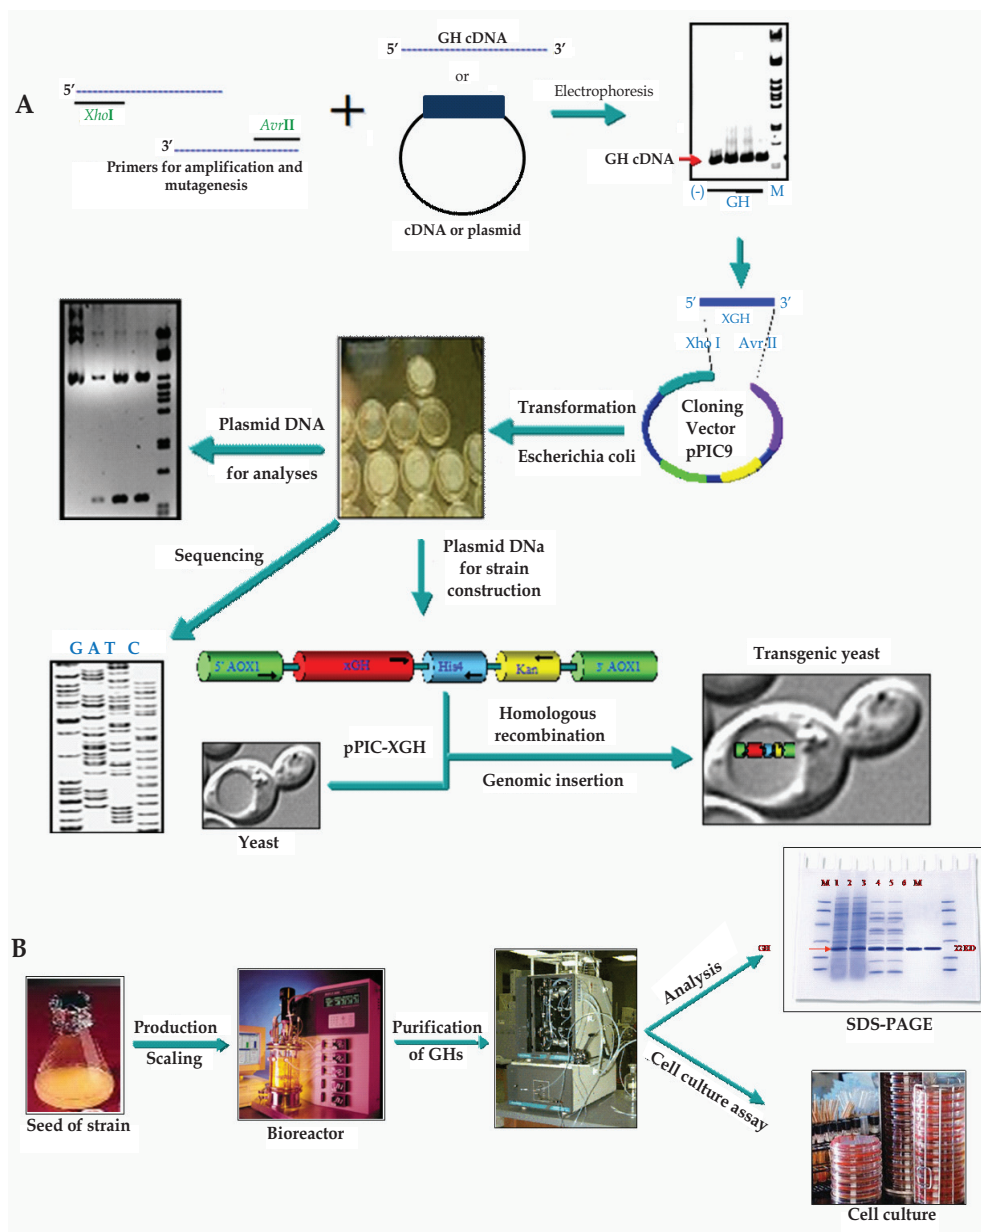 A
5′
XhoI
AvrII
3′
Primers for amplification and
mutagenesis
GH cDNA
5′ 3′
or
cDNA or plasmid
Electrophoresis
GH cDNA
(-) M
GH
5′ 3′
XGH
Xho I Avr II
Cloning
Vector
pPIC9
Transformation
Escherichia coli
Plasmid DNA
for analyses
Sequencing
Plasmid DNa
for strain
construction
G A T C
5' AOX1 xGH His4 Kan 3' AOX1
pPIC-XGH
Homologous
recombination
Genomic insertion
Transgenic yeast
Yeast
B
Seed of strain
Production
Scaling
Bioreactor
Purification
of GHs
Analysis
Cell culture assay
M 1 2 3 4 5 6 M
GH 22 KD
SDS-PAGE
Cell culture